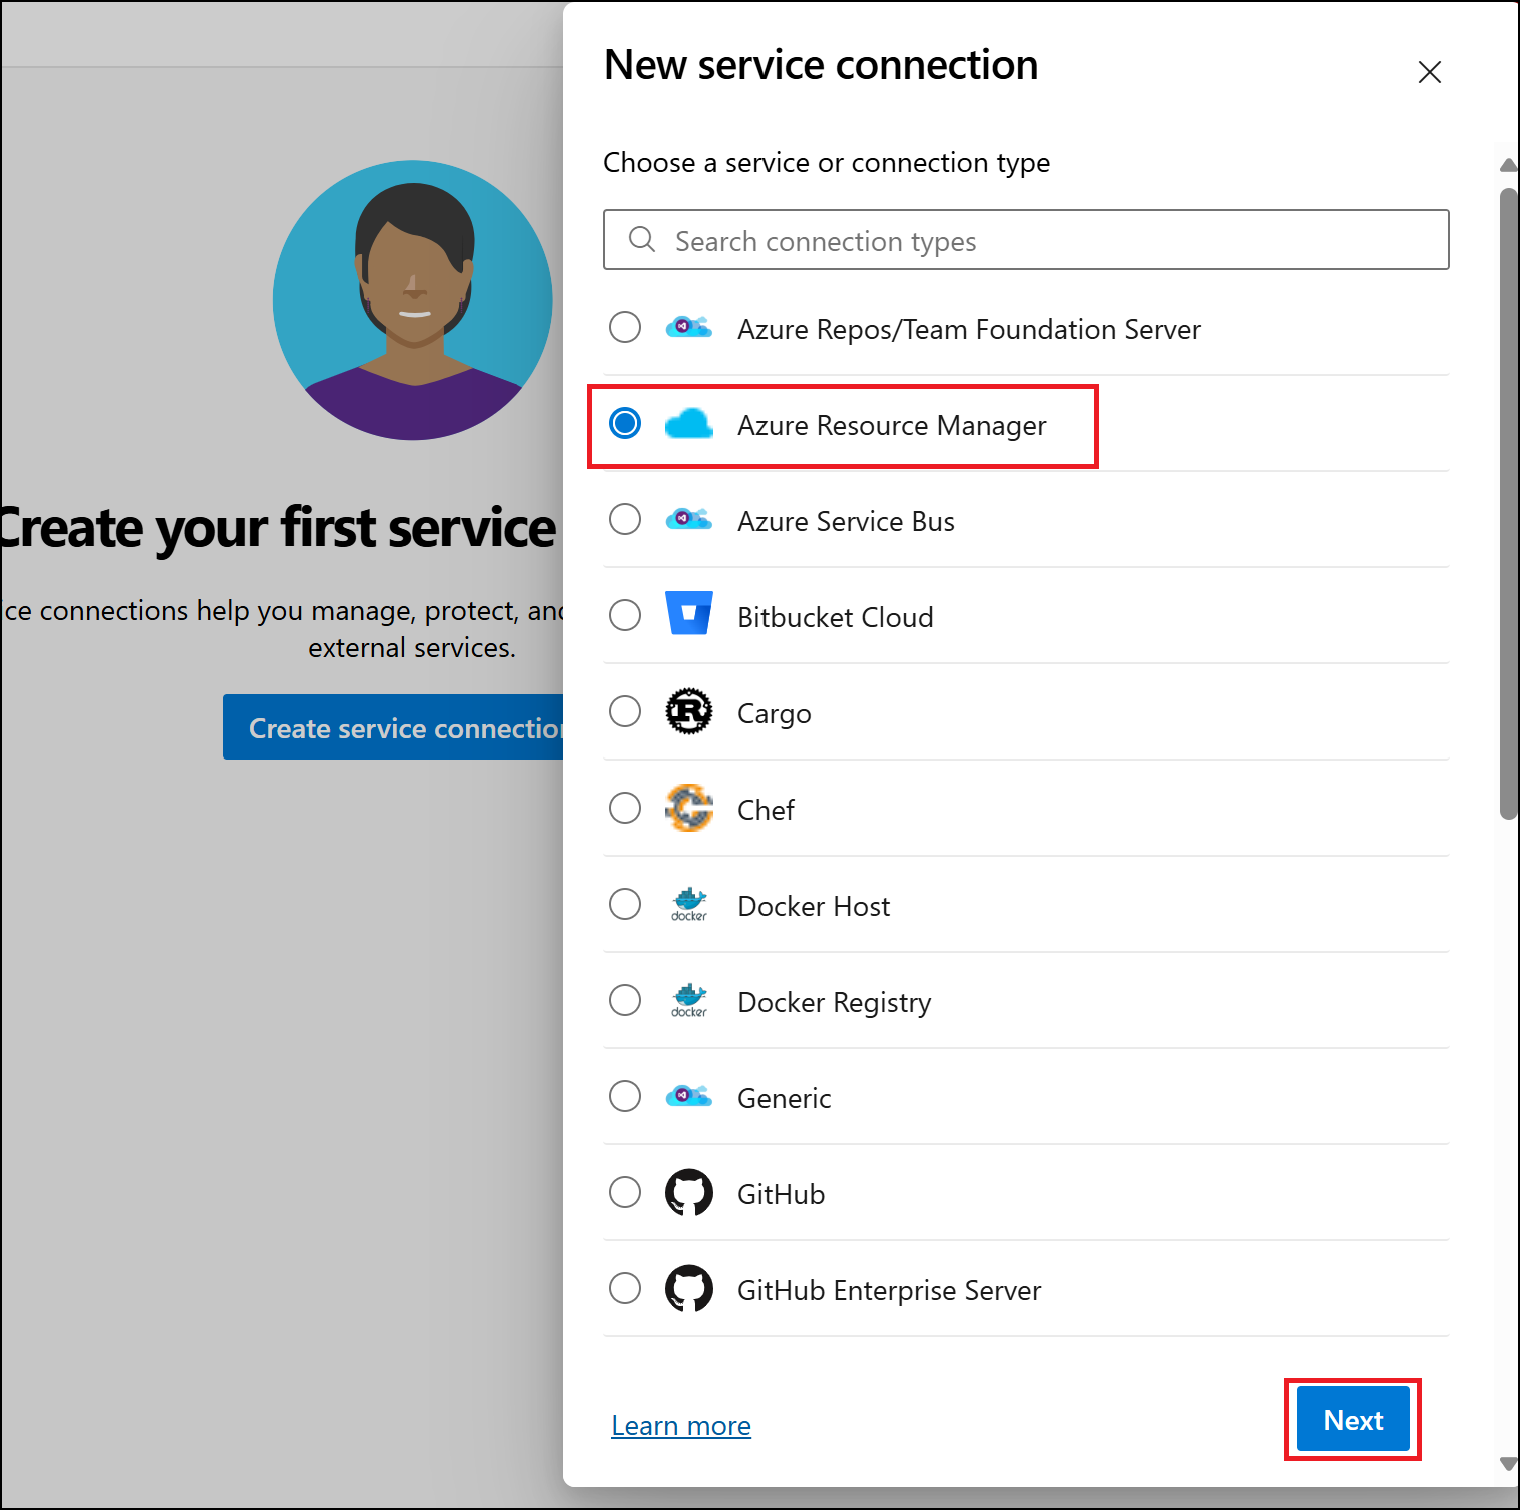 New service connection
Choose a service or connection type
Search connection types
Azure Repos/Team Foundation Server
Azure Resource Manager
Azure Service Bus
Bitbucket Cloud
Cargo
Chef
docker
Docker Host
docker
Docker Registry
Generic
GitHub
GitHub Enterprise Server
Learn more
Next
Create your first service
ice connections help you manage, protect, and
external services.
Create service connection